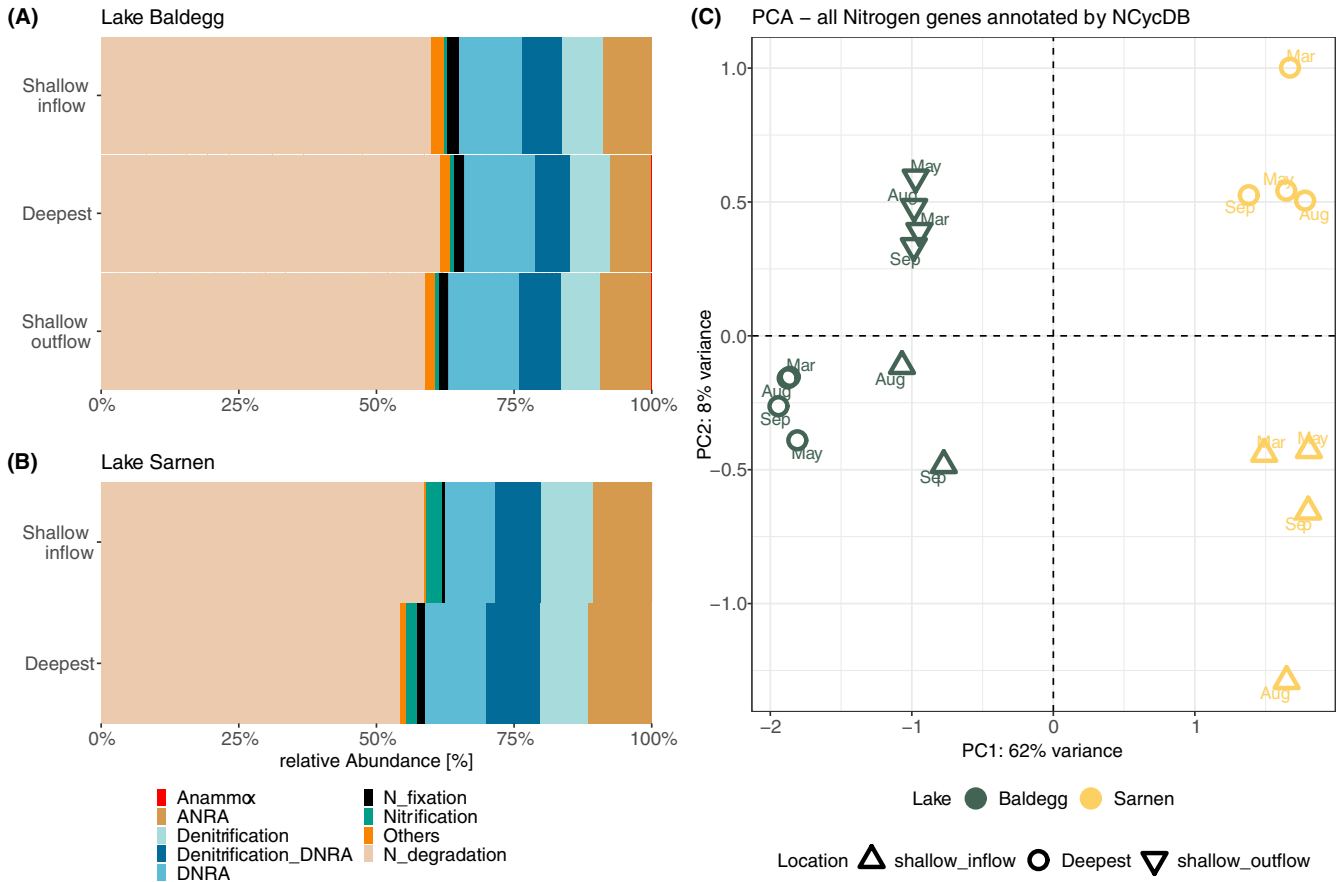 (A) Lake Baldegg
Shallow
inflow
Deepest
Shallow
outflow
0% 25% 50% 75% 100%
(B) Lake Sarnen
Shallow
inflow
Deepest
0% 25% 50% 75% 100%
relative Abundance [%]
Anammox
ANRA
Denitrification
Denitrification_DNRA
DNRA
N_fixation
Nitrification
Others
N_degradation
(C) PCA − all Nitrogen genes annotated by NCycDB
PC2: 8% variance
1.0
0.5
0.0
−0.5
−1.0
Mar
May
Aug
Mar
Sep
May
Sep
Aug
Mar
Aug
Sep
May
Aug
Sep
Mar
May
Sep
Aug
−2 −1 0 1
PC1: 62% variance
Lake Baldegg Sarnen
Location shallow_inflow Deepest shallow_outflow